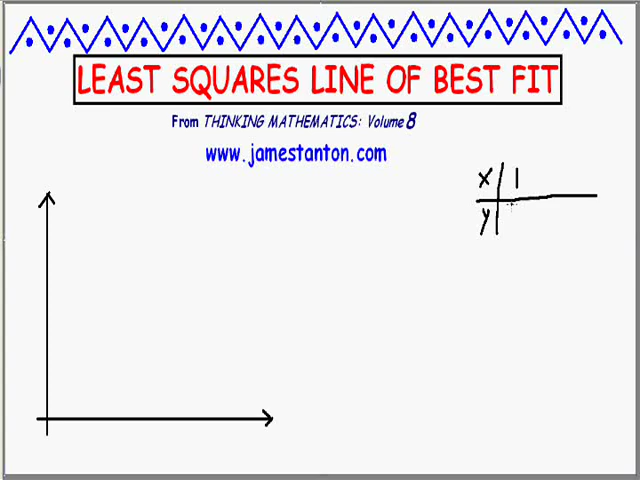 LEAST SQUARES LINE OF BEST FIT
From THINKING MATHEMATICS: Volume 8
www.jamestanton.com
x 1
y